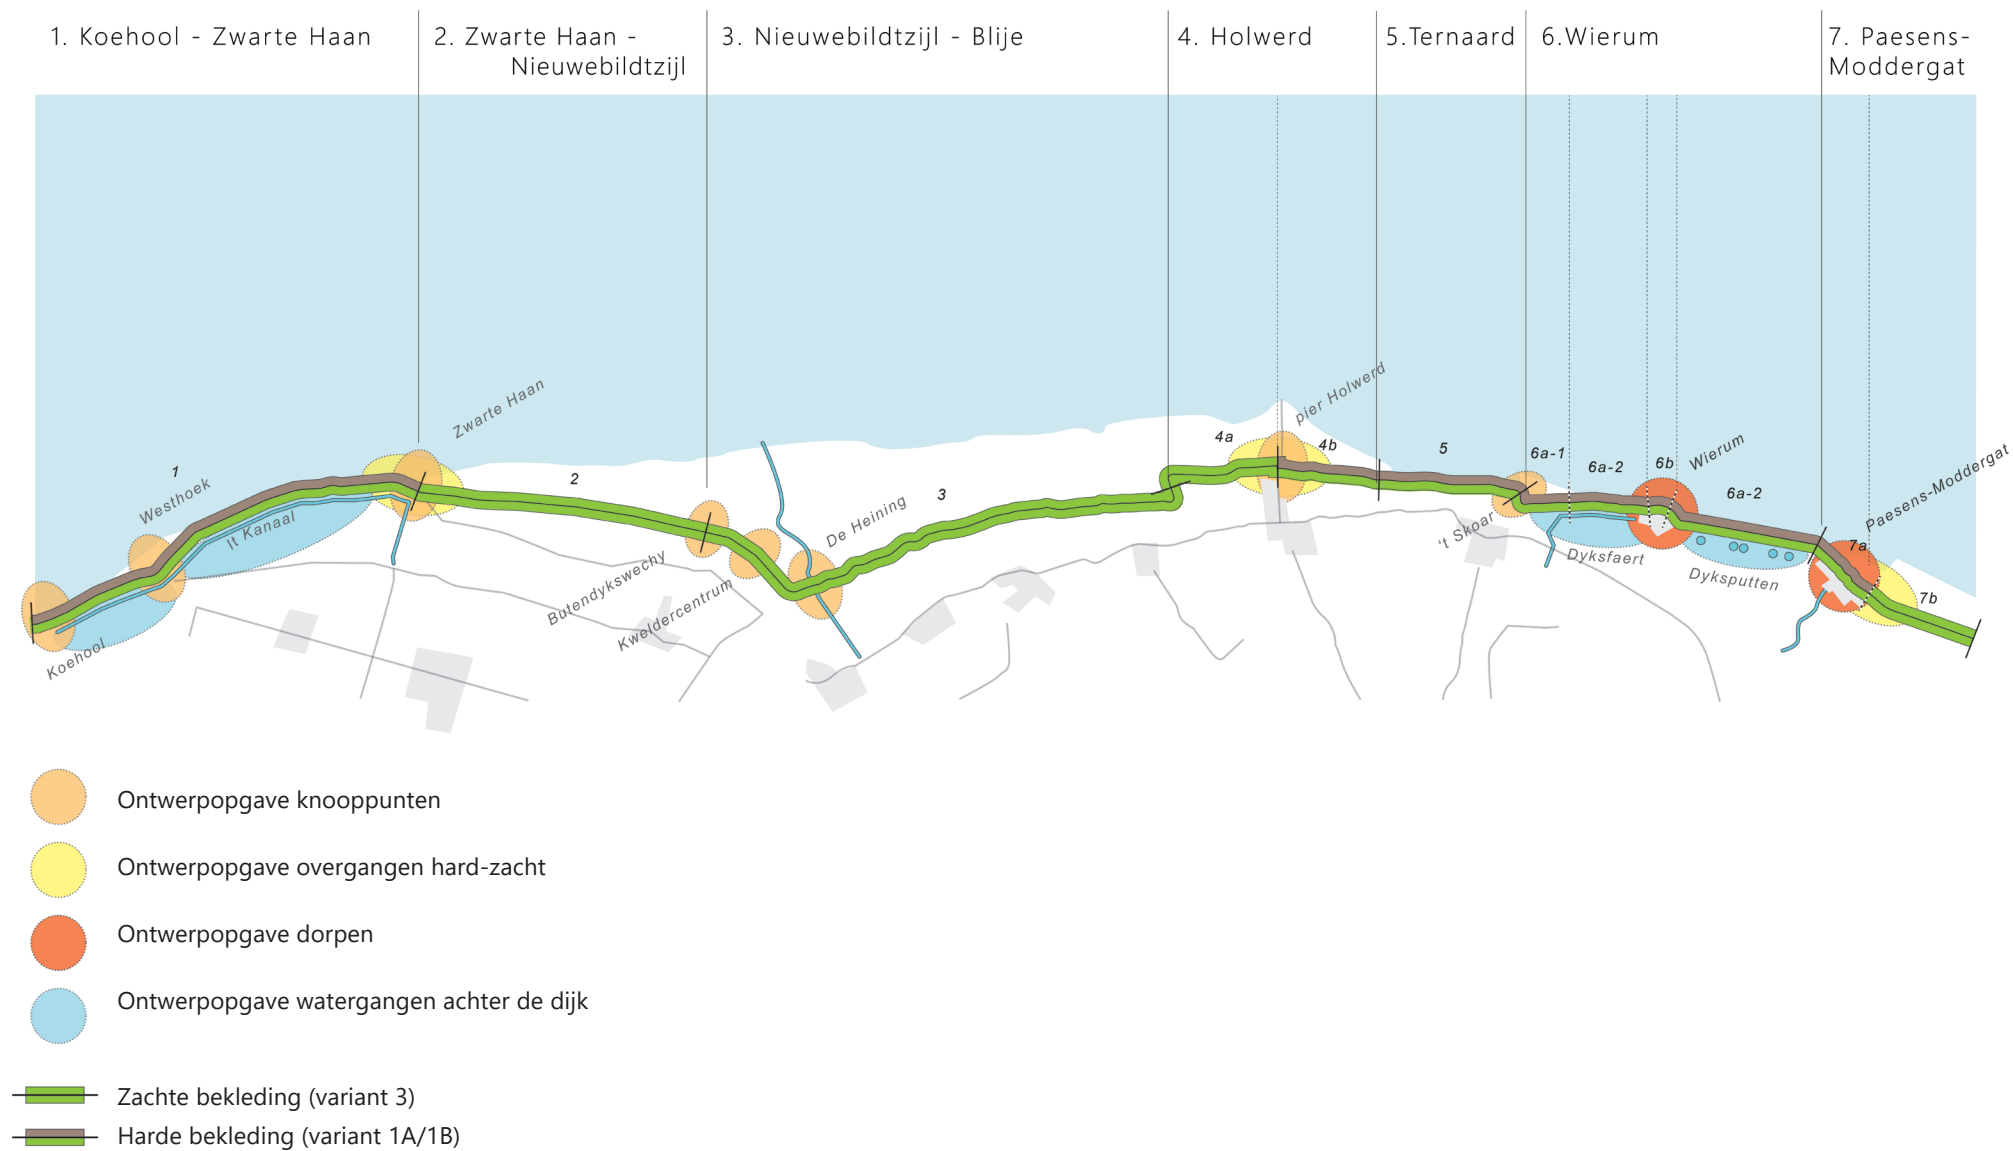 1. Koehool - Zwarte Haan
2. Zwarte Haan -
Nieuwebildtzijl
3. Nieuwebildtzijl - Blije
4. Holwerd
5.Ternaard
6.Wierum
7. Paesens-
Moddergat
1
Westhoek
It Kanaal
Koehool
Zwarte Haan
2
Butendykswechy
Kweldercentrum
De Heining
3
4a
pier Holwerd
4b
5
't Skoar
6a-1
6a-2
6b
Wierum
6a-2
Dyksfaert
Dyksputten
Paesens-Moddergat
7a
7b
Ontwerpopgave knooppunten
Ontwerpopgave overgangen hard-zacht
Ontwerpopgave dorpen
Ontwerpopgave watergangen achter de dijk
Zachte bekleding (variant 3)
Harde bekleding (variant 1A/1B)